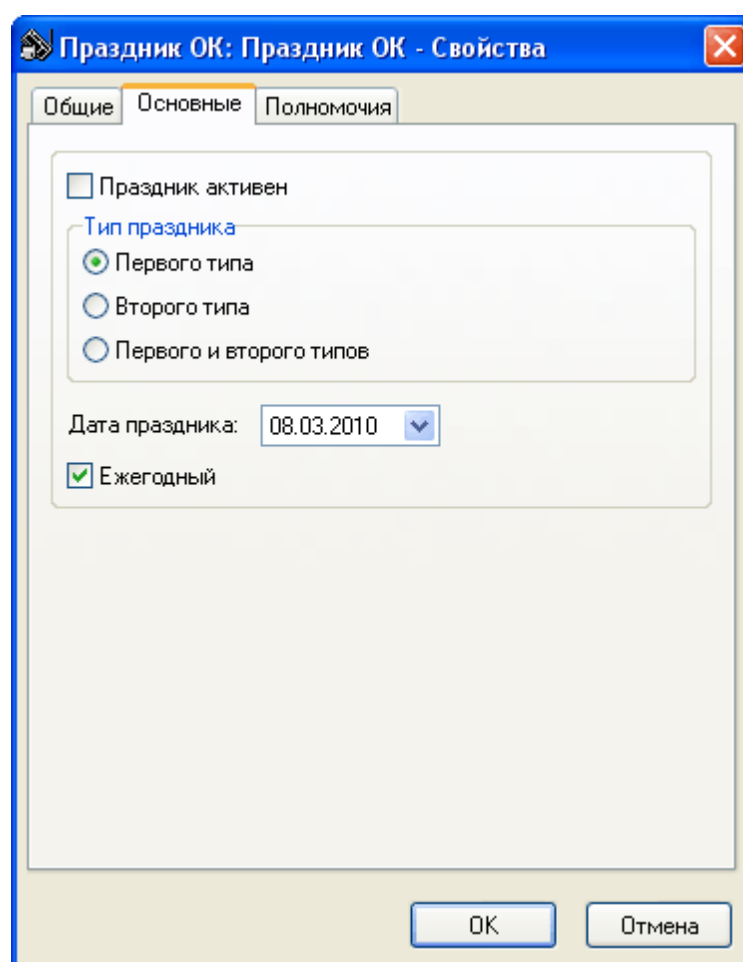 Праздник ОК: Праздник ОК - Свойства
Общие Основные Полномочия
Праздник активен
Тип праздника
Первого типа
Второго типа
Первого и второго типов
Дата праздника: 08.03.2010
Ежегодный
ОК Отмена